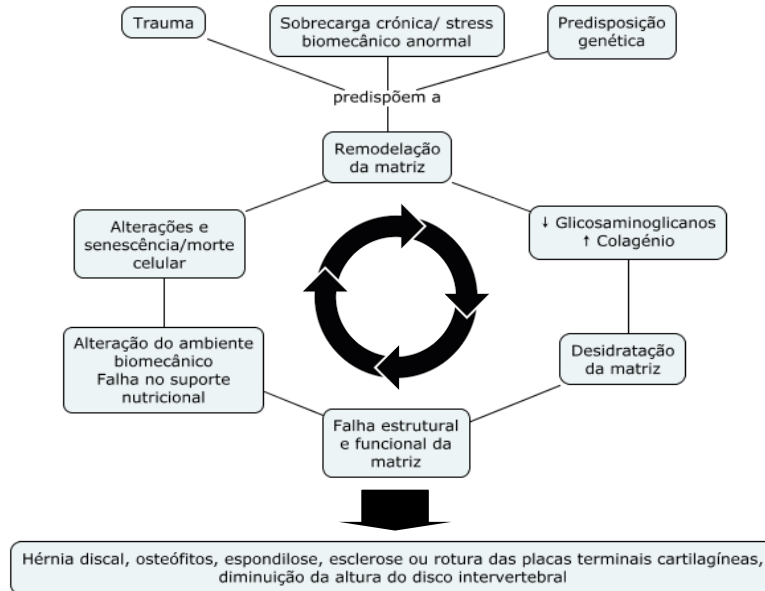 Trauma
Sobrecarga crónica/ stress
biomecânico anormal
Predisposição
genética
predispõem a
Remodelação
da matriz
Alterações e
senescência/morte
celular
↓ Glicosaminoglicanos
↑ Colagénio
Alteração do ambiente
biomecânico
Falha no suporte
nutricional
Desidratação
da matriz
Falha estrutural
e funcional da
matriz
Hérnia discal, osteófitos, espondilose, esclerose ou rotura das placas terminais cartilagíneas,
diminuição da altura do disco intervertebral